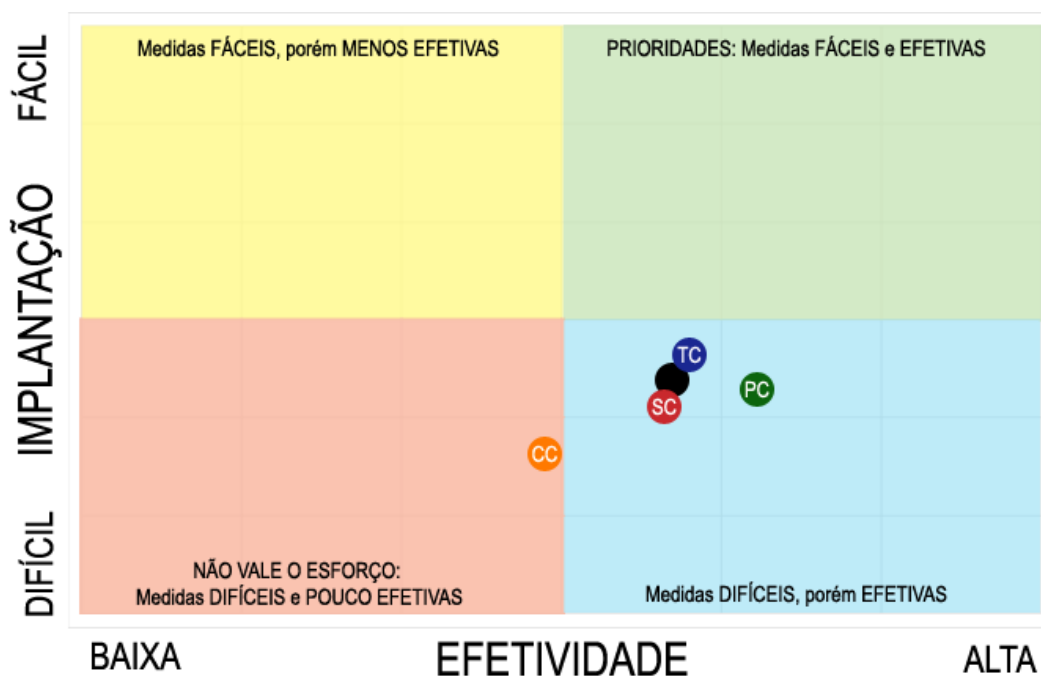 Medidas FÁCEIS, porém MENOS EFETIVAS
PRIORIDADES: Medidas FÁCEIS e EFETIVAS
FÁCIL
IMPLANTAÇÃO
DIFÍCIL
TC
PC
SC
CC
NÃO VALE O ESFORÇO:
Medidas DIFÍCEIS e POUCO EFETIVAS
Medidas DIFÍCEIS, porém EFETIVAS
BAIXA
EFETIVIDADE
ALTA